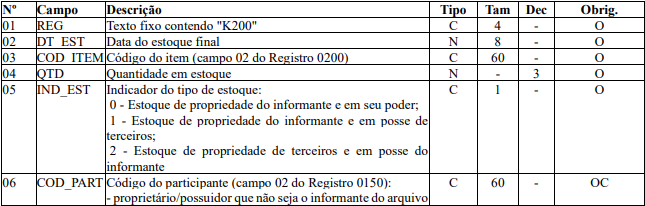 Nº Campo Descrição Tipo Tam Dec Obrig.
01 REG Texto fixo contendo "K200" C 4 - O
02 DT_EST Data do estoque final N 8 - O
03 COD_ITEM Código do item (campo 02 do Registro 0200) C 60 - O
04 QTD Quantidade em estoque N - 3 O
05 IND_EST Indicador do tipo de estoque: C 1 - O
0 - Estoque de propriedade do informante e em seu poder;
1 - Estoque de propriedade do informante e em posse de
terceiros;
2 - Estoque de propriedade de terceiros e em posse do
informante
06 COD_PART Código do participante (campo 02 do Registro 0150): C 60 - OC
- proprietário/possuidor que não seja o informante do arquivo